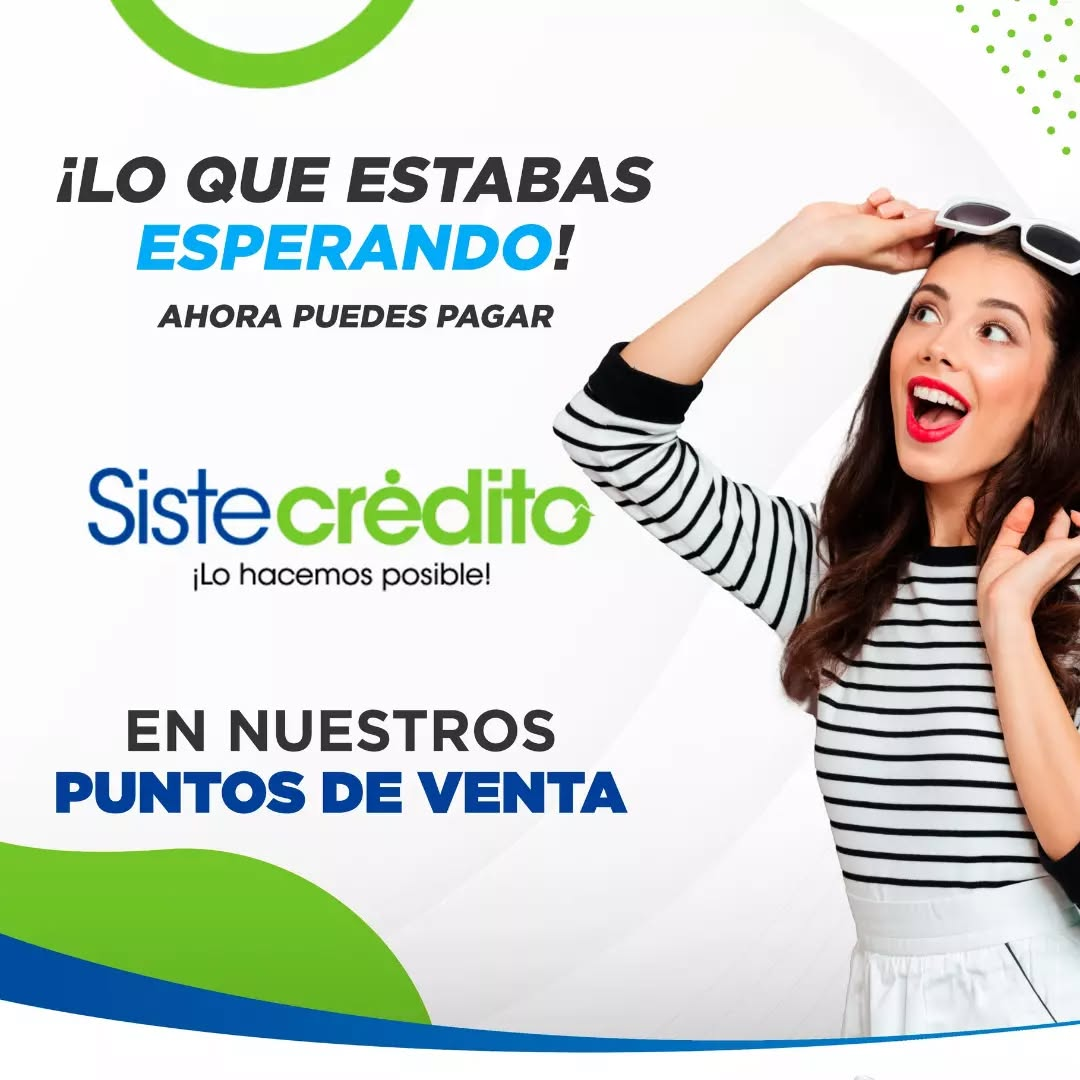 ¡LO QUE ESTABAS
ESPERANDO!
AHORA PUEDES PAGAR
Sistecrédito
¡Lo hacemos posible!
EN NUESTROS
PUNTOS DE VENTA